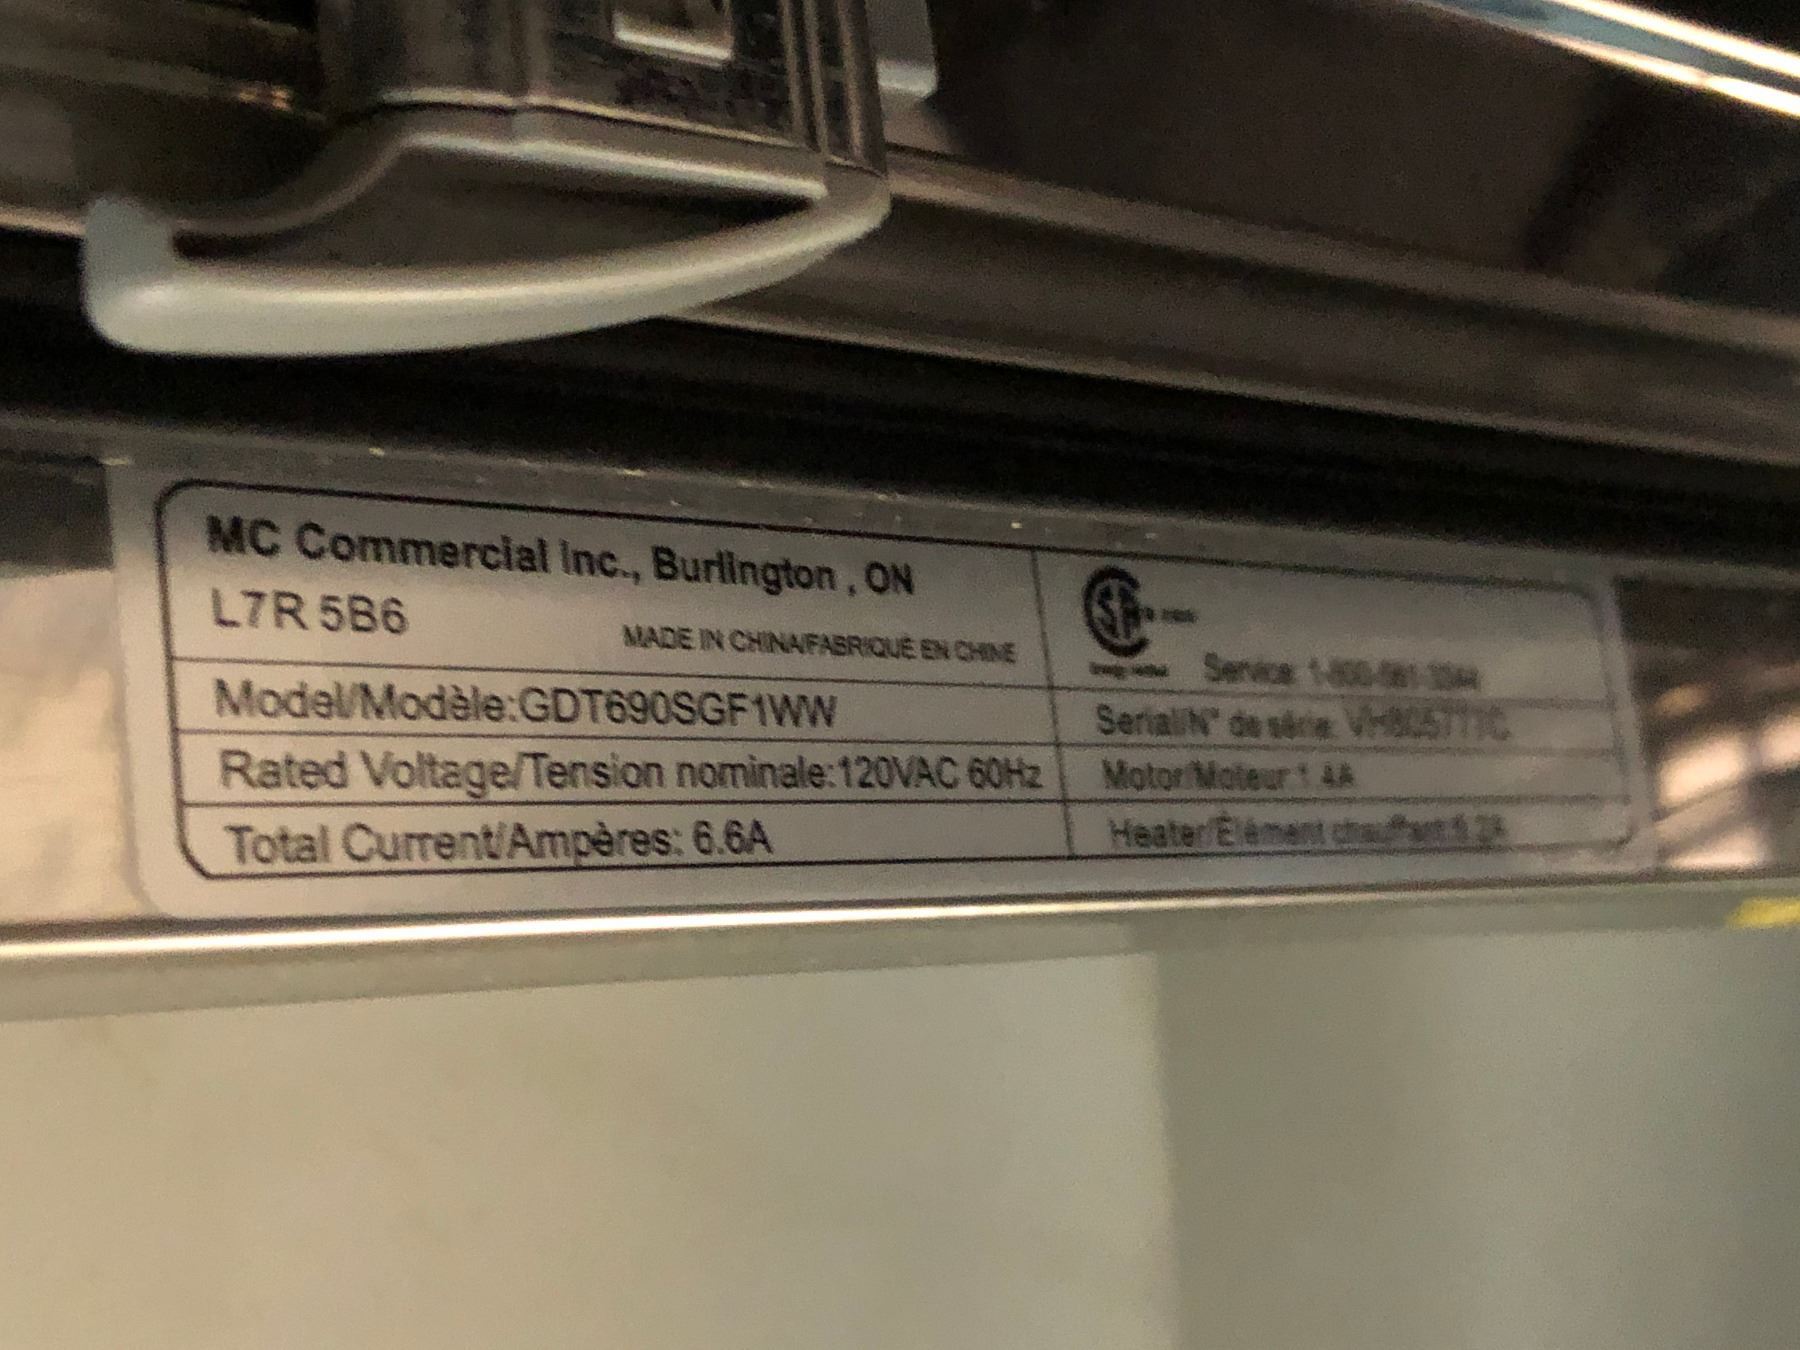 MC Commercial Inc., Burlington , ON
L7R 5B6
MADE IN CHINA/FABRIQUÉ EN CHINE
Model/Modèle:GDT690SGF1WW
Rated Voltage/Tension nominale:120VAC 60Hz
Total Current/Ampères: 6.6A
Service:
Serial/N° de série:
Motor/Moteur 1.4A
Heater/Élément chauffant:5.2A